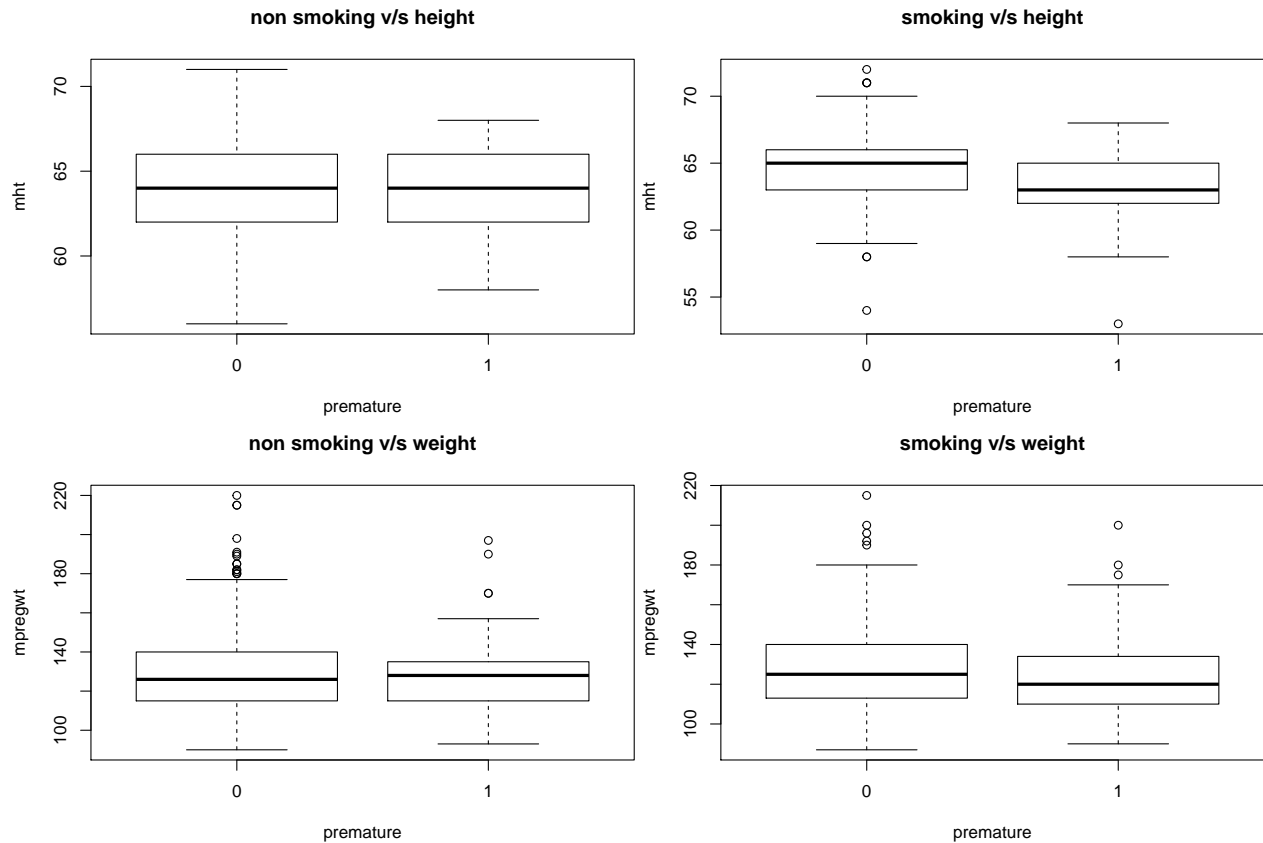 non smoking v/s height
70
65
60
mht
0 1
premature
smoking v/s height
70
65
60
55
mht
0 1
premature
non smoking v/s weight
220
180
140
100
mpregwt
0 1
premature
smoking v/s weight
220
180
140
100
mpregwt
0 1
premature